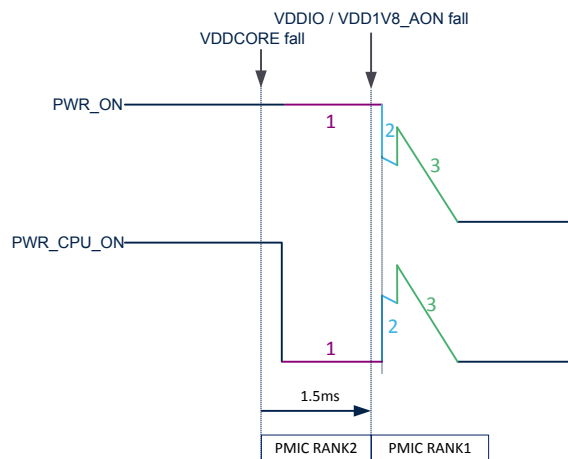 VDDIO / VDD1V8_AON fall
VDDCORE fall
PWR_ON
1
2
3
PWR_CPU_ON
1
2
3
1.5ms
PMIC RANK2
PMIC RANK1